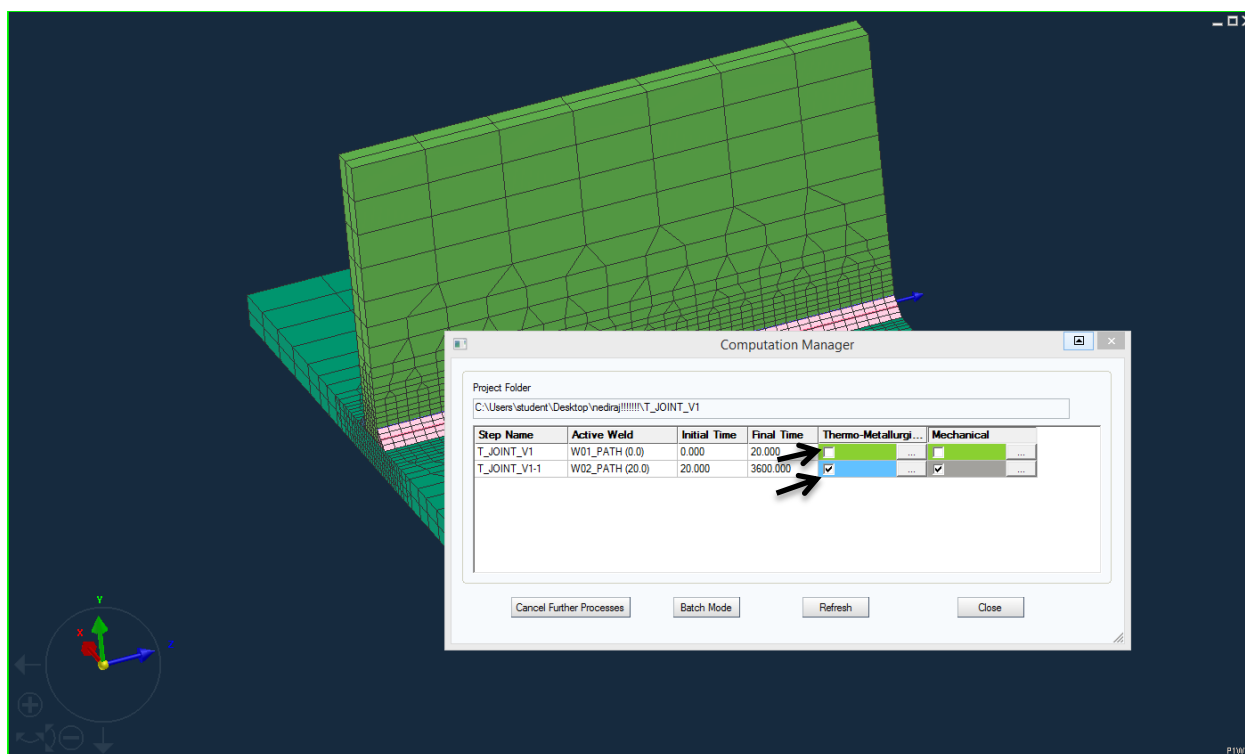 Computation Manager
Project Folder
C:\Users\student\Desktop\nediraj!!!!!!!\T_JOINT_V1
Step Name Active Weld Initial Time Final Time Thermo-Metallurgi... Mechanical
T_JOINT_V1 W01_PATH (0.0) 0.000 20.000 ... ...
T_JOINT_V1-1 W02_PATH (20.0) 20.000 3600.000 ... ...
Cancel Further Processes Batch Mode Refresh Close
Y
X
Z